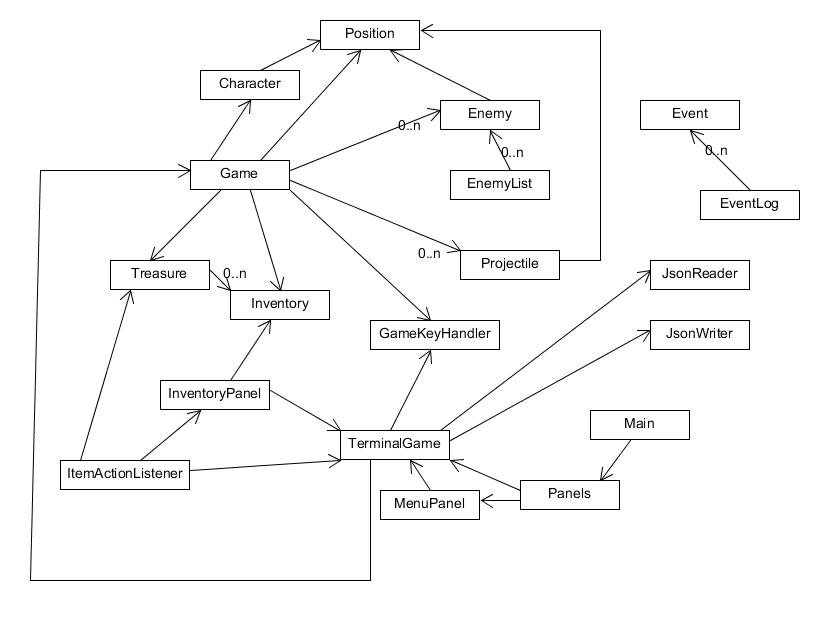 Position
Character
Enemy
Event
0..n
0..n
0..n
Game
EnemyList
EventLog
0..n
Projectile
Treasure
0..n
JsonReader
Inventory
GameKeyHandler
JsonWriter
InventoryPanel
Main
TerminalGame
ItemActionListener
Panels
MenuPanel